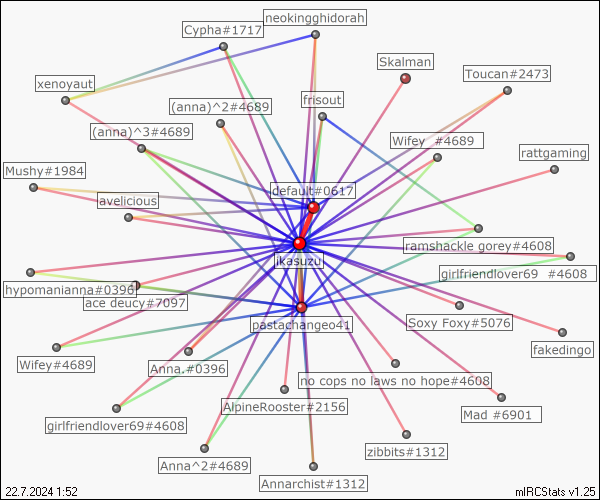 neokingghidorah
Cypha#1717
Skalman
Toucan#2473
xenoyaut
(anna)^2#4689
frisout
(anna)^3#4689
Wifey_#4689
rattgaming
Mushy#1984
default#0617
avelicious
ramshackle gorey#4608
jkasuzu
girlfriendlover69_#4608
hypomanianna#0396
ace deucy#7097
pastachangeo41
Soxy Foxy#5076
fakedingo
Wifey#4689
Anna.#0396
no cops no laws no hope#4608
AlpineRooster#2156
girlfriendlover69#4608
Mad_#6901
zibbits#1312
Anna^2#4689
Annarchist#1312
22.7.2024 1:52
mIRCStats v1.25